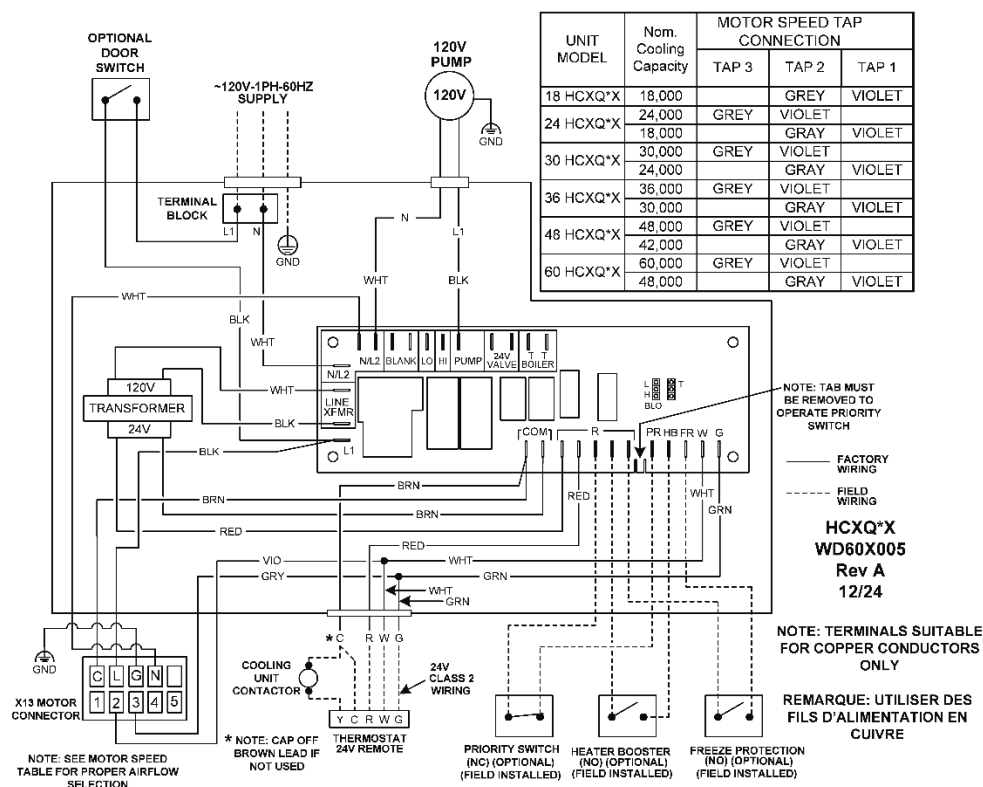 OPTIONAL
DOOR
SWITCH
~120V-1PH-60HZ
SUPPLY
120V
PUMP
120V
GND
UNIT
MODEL
Nom.
Cooling
Capacity
MOTOR SPEED TAP
CONNECTION
TAP 3 TAP 2 TAP 1
18 HCXQ*X 18,000 GREY VIOLET
24 HCXQ*X 24,000 GREY VIOLET
18,000 GRAY VIOLET
30 HCXQ*X 30,000 GREY VIOLET
24,000 GRAY VIOLET
36 HCXQ*X 36,000 GREY VIOLET
30,000 GRAY VIOLET
48 HCXQ*X 48,000 GREY VIOLET
42,000 GRAY VIOLET
60 HCXQ*X 60,000 GREY VIOLET
48,000 GRAY VIOLET
TERMINAL
BLOCK
L1 N
GND
N
L1
WHT
BLK
WHT
BLK
WHT
N/L2 BLANK LO HI PUMP 24V
VALVE T T
BOILER
N/L2
LINE
XFMR
L1
120V
TRANSFORMER
24V
WHT
BLK
BLK
L
H
BLO
T
COM R PR HB FR W G
NOTE: TAB MUST
BE REMOVED TO
OPERATE PRIORITY
SWITCH
FACTORY
WIRING
FIELD
WIRING
HCXQ*X
WD60X005
Rev A
12/24
BRN
BRN
BRN
RED
RED
RED
WHT
GRN
VIO
WHT
GRY
GRN
WHT
GRN
GND
C L G N
1 2 3 4 5
X13 MOTOR
CONNECTOR
NOTE: SEE MOTOR SPEED
TABLE FOR PROPER AIRFLOW
SELECTION
* C R W G
COOLING
UNIT
CONTACTOR
24V
CLASS 2
WIRING
Y C R W G
THERMOSTAT
24V REMOTE
* NOTE: CAP OFF
BROWN LEAD IF
NOT USED
PRIORITY SWITCH
(NC) (OPTIONAL)
(FIELD INSTALLED)
HEATER BOOSTER
(NO) (OPTIONAL)
(FIELD INSTALLED)
FREEZE PROTECTION
(NO) (OPTIONAL)
(FIELD INSTALLED)
NOTE: TERMINALS SUITABLE
FOR COPPER CONDUCTORS
ONLY
REMARQUE: UTILISER DES
FILS D'ALIMENTATION EN
CUIVRE